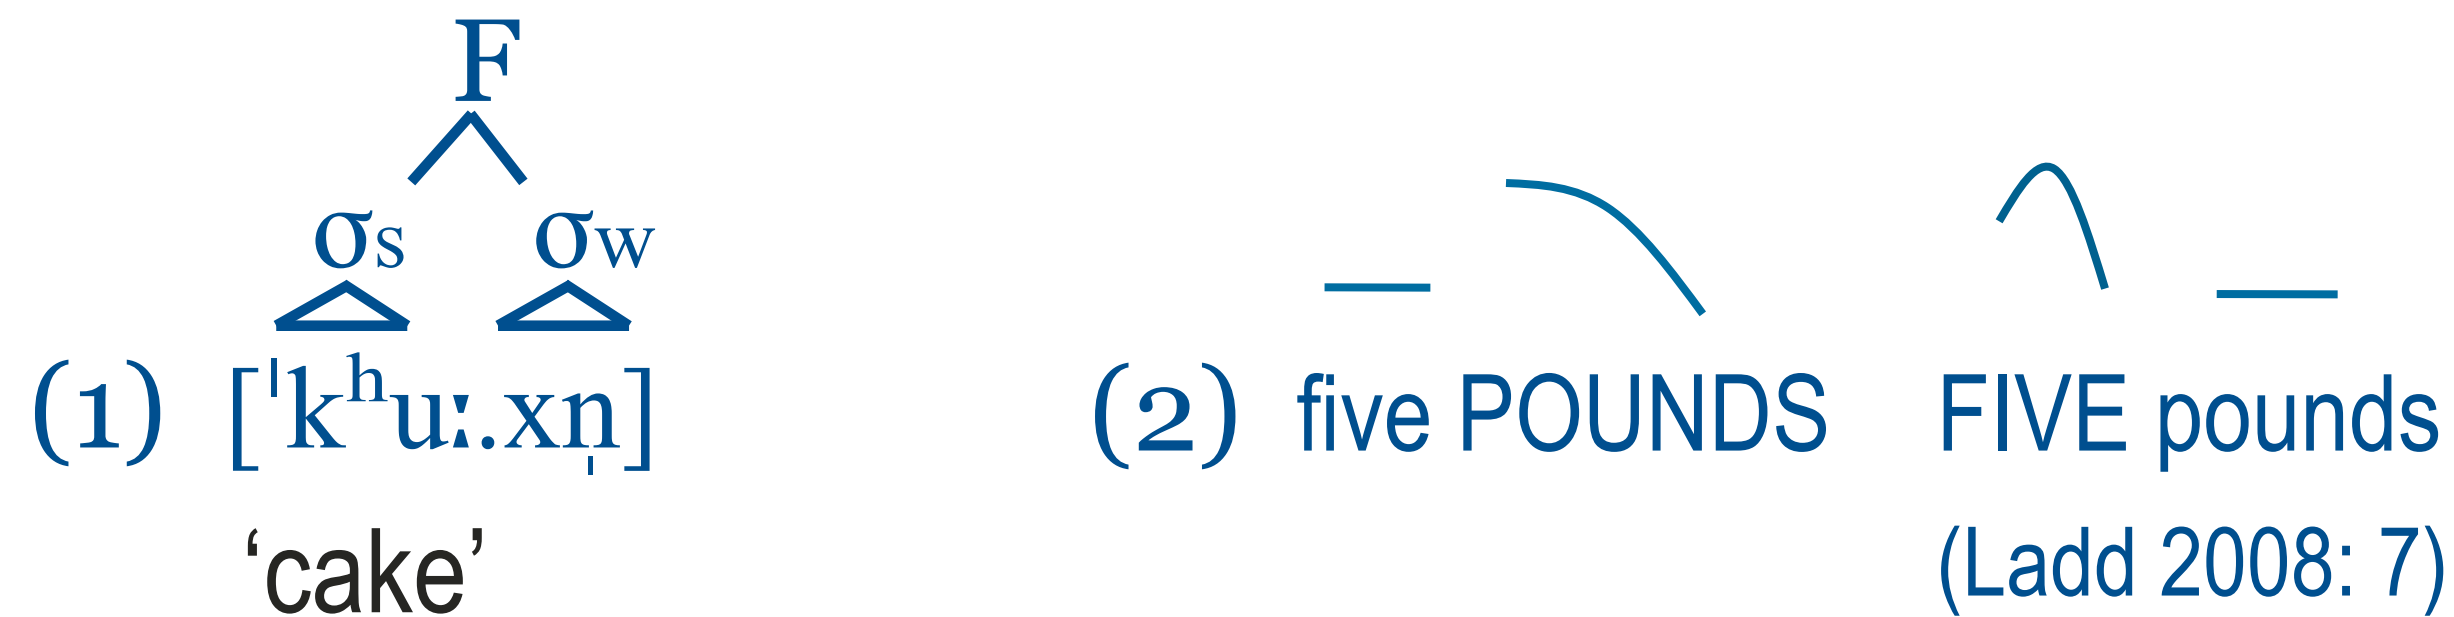 F
σs σw
(1) [ˈkʰuː.xn̩] (2) five POUNDS FIVE pounds
‘cake’ (Ladd 2008: 7)